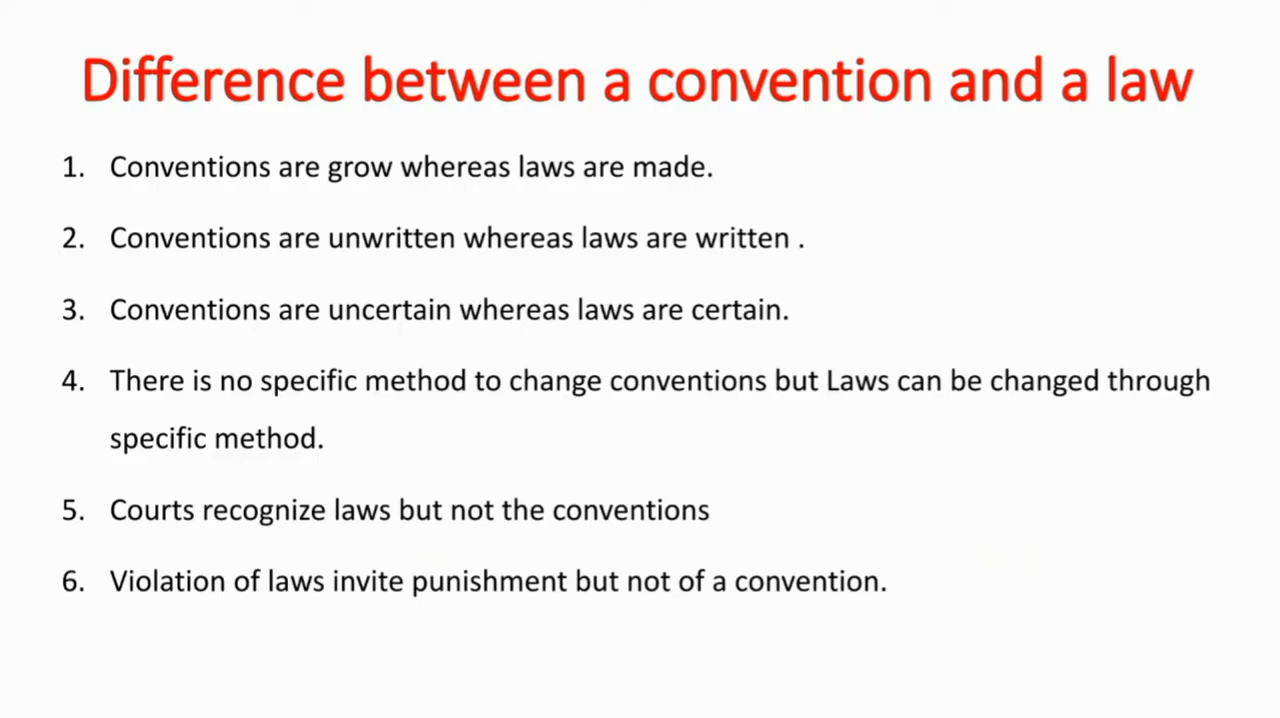 Difference between a convention and a law
1. Conventions are grow whereas laws are made.
2. Conventions are unwritten whereas laws are written .
3. Conventions are uncertain whereas laws are certain.
4. There is no specific method to change conventions but Laws can be changed through
specific method.
5. Courts recognize laws but not the conventions
6. Violation of laws invite punishment but not of a convention.